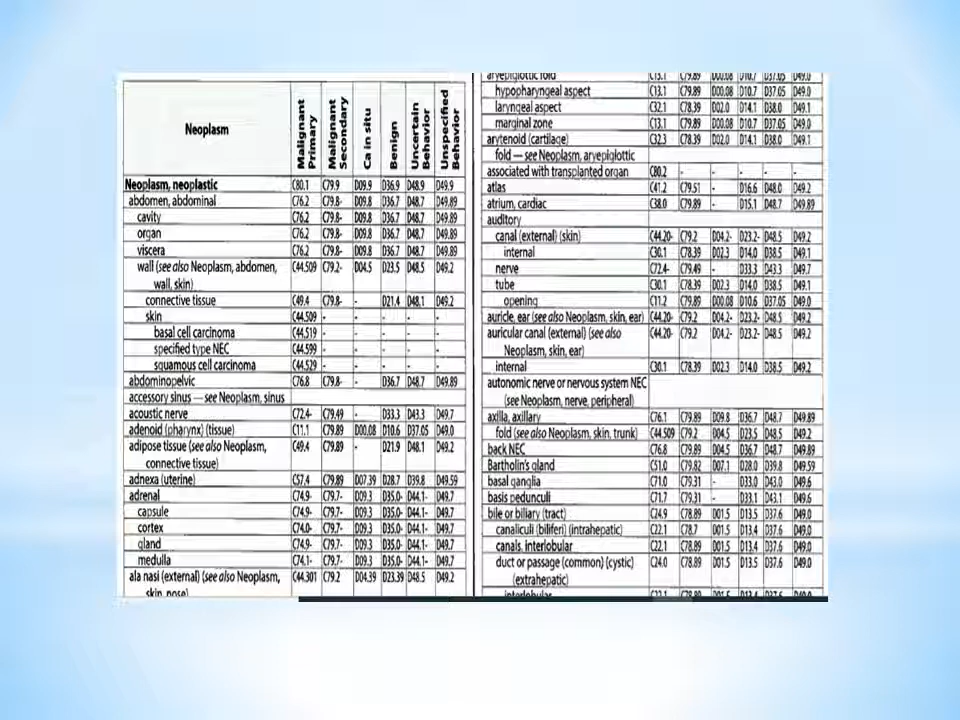 Neoplasm Malignant Primary Malignant Secondary Ca in situ Benign Uncertain Behavior Unspecified Behavior
Neoplasm, neoplastic C80.1 C79.9 D09.9 D36.9 D48.9 D49.9
abdomen, abdominal C76.2 C79.8- D09.8 D36.7 D48.7 D49.89
cavity C76.2 C79.8- D09.8 D36.7 D48.7 D49.89
organ C76.2 C79.8- D09.8 D36.7 D48.7 D49.89
viscera C76.2 C79.8- D09.8 D36.7 D48.7 D49.89
wall (see also Neoplasm, abdomen, C44.509 C79.2- D04.5 D23.5 D48.5 D49.2
wall, skin)
connective tissue C49.4 C79.8- - D21.4 D48.1 D49.2
skin C44.509 - - - - -
basal cell carcinoma C44.519 - - - - -
specified type NEC C44.599 - - - - -
squamous cell carcinoma C44.529 - - - - -
abdominopelvic C76.8 C79.8- - D36.7 D48.7 D49.89
accessory sinus — see Neoplasm, sinus
acoustic nerve C72.4- C79.49 - D33.3 D43.3 D49.7
adenoid (pharynx) (tissue) C11.1 C79.89 D00.08 D10.6 D37.05 D49.0
adipose tissue (see also Neoplasm, C49.4 C79.89 - D21.9 D48.1 D49.2
connective tissue)
adnexa (uterine) C57.4 C79.89 D07.39 D28.7 D39.8 D49.59
adrenal C74.9- C79.7- D09.3 D35.0- D44.1- D49.7
capsule C74.9- C79.7- D09.3 D35.0- D44.1- D49.7
cortex C74.0- C79.7- D09.3 D35.0- D44.1- D49.7
gland C74.9- C79.7- D09.3 D35.0- D44.1- D49.7
medulla C74.1- C79.7- D09.3 D35.0- D44.1- D49.7
ala nasi (external) (see also Neoplasm, C44.301 C79.2 D04.39 D23.39 D48.5 D49.2
skin, nose)
aryepiglottic fold C13.1 C79.89 D00.08 D10.7 D37.05 D49.0
hypopharyngeal aspect C13.1 C79.89 D00.08 D10.7 D37.05 D49.0
laryngeal aspect C32.1 C78.39 D02.0 D14.1 D38.0 D49.1
marginal zone C13.1 C79.89 D00.08 D10.7 D37.05 D49.0
arytenoid (cartilage) C32.3 C78.39 D02.0 D14.1 D38.0 D49.1
fold — see Neoplasm, aryepiglottic
associated with transplanted organ C80.2 - - - - -
atlas C41.2 C79.51 - D16.6 D48.0 D49.2
atrium, cardiac C38.0 C79.89 - D15.1 D48.7 D49.89
auditory
canal (external) (skin) C44.20- C79.2 D04.2- D23.2- D48.5 D49.2
internal C30.1 C78.39 D02.3 D14.0 D38.5 D49.1
nerve C72.4- C79.49 - D33.3 D43.3 D49.7
tube C30.1 C78.39 D02.3 D14.0 D38.5 D49.1
opening C11.2 C79.89 D00.08 D10.6 D37.05 D49.0
auricle, ear (see also Neoplasm, skin, ear) C44.20- C79.2 D04.2- D23.2- D48.5 D49.2
auricular canal (external) (see also C44.20- C79.2 D04.2- D23.2- D48.5 D49.2
Neoplasm, skin, ear)
internal C30.1 C78.39 D02.3 D14.0 D38.5 D49.2
autonomic nerve or nervous system NEC
(see Neoplasm, nerve, peripheral)
axilla, axillary C76.1 C79.89 D09.8 D36.7 D48.7 D49.89
fold (see also Neoplasm, skin, trunk) C44.509 C79.2 D04.5 D23.5 D48.5 D49.2
back NEC C76.8 C79.89 D04.5 D36.7 D48.7 D49.89
Bartholin's gland C51.0 C79.82 D07.1 D28.0 D39.8 D49.59
basal ganglia C71.0 C79.31 - D33.0 D43.0 D49.6
basis pedunculi C71.7 C79.31 - D33.1 D43.1 D49.6
bile or biliary (tract) C24.9 C78.89 D01.5 D13.5 D37.6 D49.0
canaliculi (biliferi) (intrahepatic) C22.1 C78.7 D01.5 D13.4 D37.6 D49.0
canals, interlobular C22.1 C78.89 D01.5 D13.4 D37.6 D49.0
duct or passage (common) (cystic) C24.0 C78.89 D01.5 D13.5 D37.6 D49.0
(extrahepatic)
interlobular C22.1 C78.89 D01.5 D13.4 D37.6 D49.0